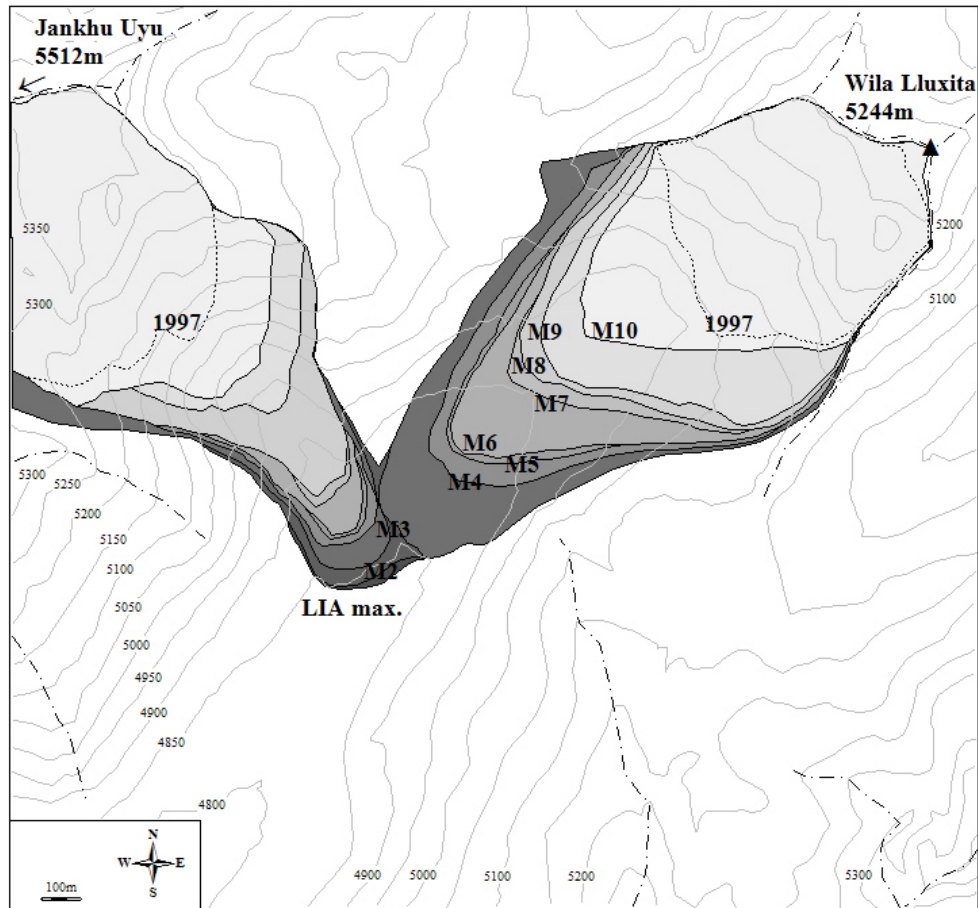 Jankhu Uyu
5512m
Wila Lluxita
5244m
5350
5200
5300
5100
1997
M9
M10
1997
M8
M7
M6
M5
M4
5300
5250
5200
5150
5100
5050
5000
4950
4900
4850
4800
M3
M2
LIA max.
N
W
E
S
100m
4900
5000
5100
5200
5300